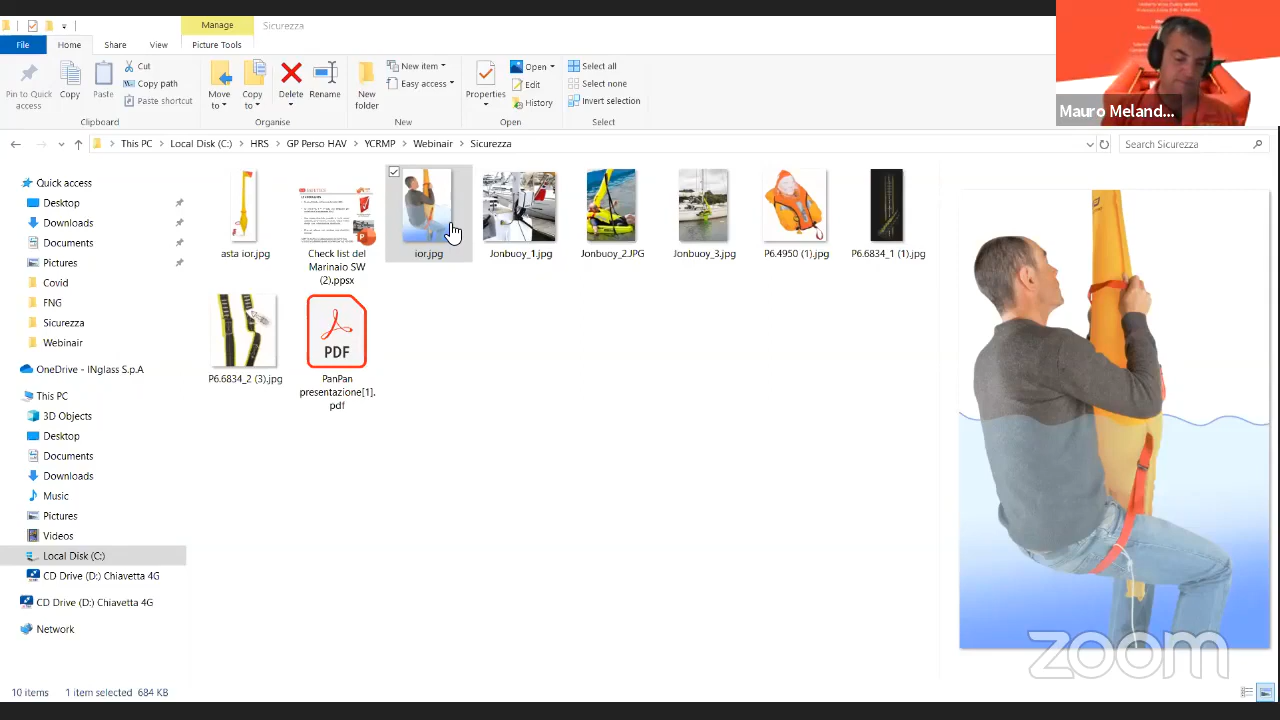 Manage
Sicurezza
File
Home
Share
View
Picture Tools
Pin to Quick access
Copy
Paste
Cut
Copy path
Paste shortcut
Clipboard
Move to
Copy to
Delete
Rename
Organise
New folder
New item
Easy access
New
Properties
Open
Edit
History
Open
Select all
Select none
Invert selection
Select
Mauro Meland...
This PC
Local Disk (C:)
HRS
GP Perso HAV
YCRMP
Webinair
Sicurezza
Search Sicurezza
Quick access
Desktop
Downloads
Documents
Pictures
Covid
FNG
Sicurezza
Webinair
OneDrive - INglass S.p.A
This PC
3D Objects
Desktop
Documents
Downloads
Music
Pictures
Videos
Local Disk (C:)
CD Drive (D:) Chiavetta 4G
CD Drive (D:) Chiavetta 4G
Network
asta ior.jpg
Check list del
Marinaio SW
(2).ppsx
ior.jpg
Jonbuoy_1.jpg
Jonbuoy_2.JPG
Jonbuoy_3.jpg
P6.4950 (1).jpg
P6.6834_1 (1).jpg
P6.6834_2 (3).jpg
PDF
PanPan
presentazione[1].
pdf
10 items
1 item selected 684 KB
zoom